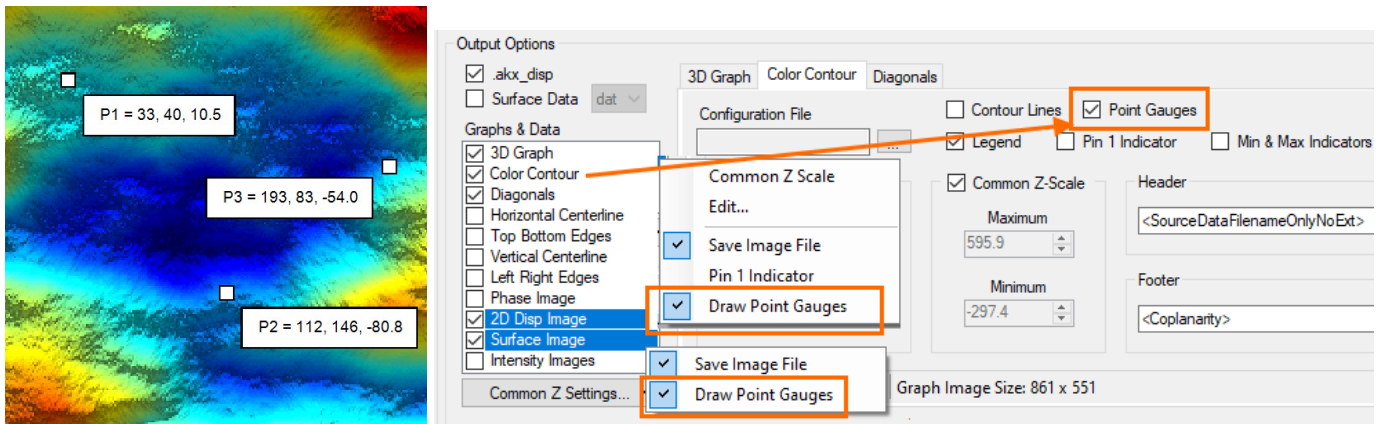 P1 = 33, 40, 10.5
P3 = 193, 83, -54.0
P2 = 112, 146, -80.8
Output Options
.akx_disp
Surface Data dat
Graphs & Data
3D Graph
Color Contour
Diagonals
Horizontal Centerline
Top Bottom Edges
Vertical Centerline
Left Right Edges
Phase Image
2D Disp Image
Surface Image
Intensity Images
Common Z Settings...
3D Graph Color Contour Diagonals
Configuration File
...
Contour Lines Point Gauges
Legend Pin 1 Indicator Min & Max Indicators
Common Z Scale
Edit...
Save Image File
Pin 1 Indicator
Draw Point Gauges
Save Image File
Draw Point Gauges
Common Z-Scale
Maximum
595.9
Minimum
-297.4
Header
<SourceDataFilenameOnlyNoExt>
Footer
<Coplanarity>
Graph Image Size: 861 x 551